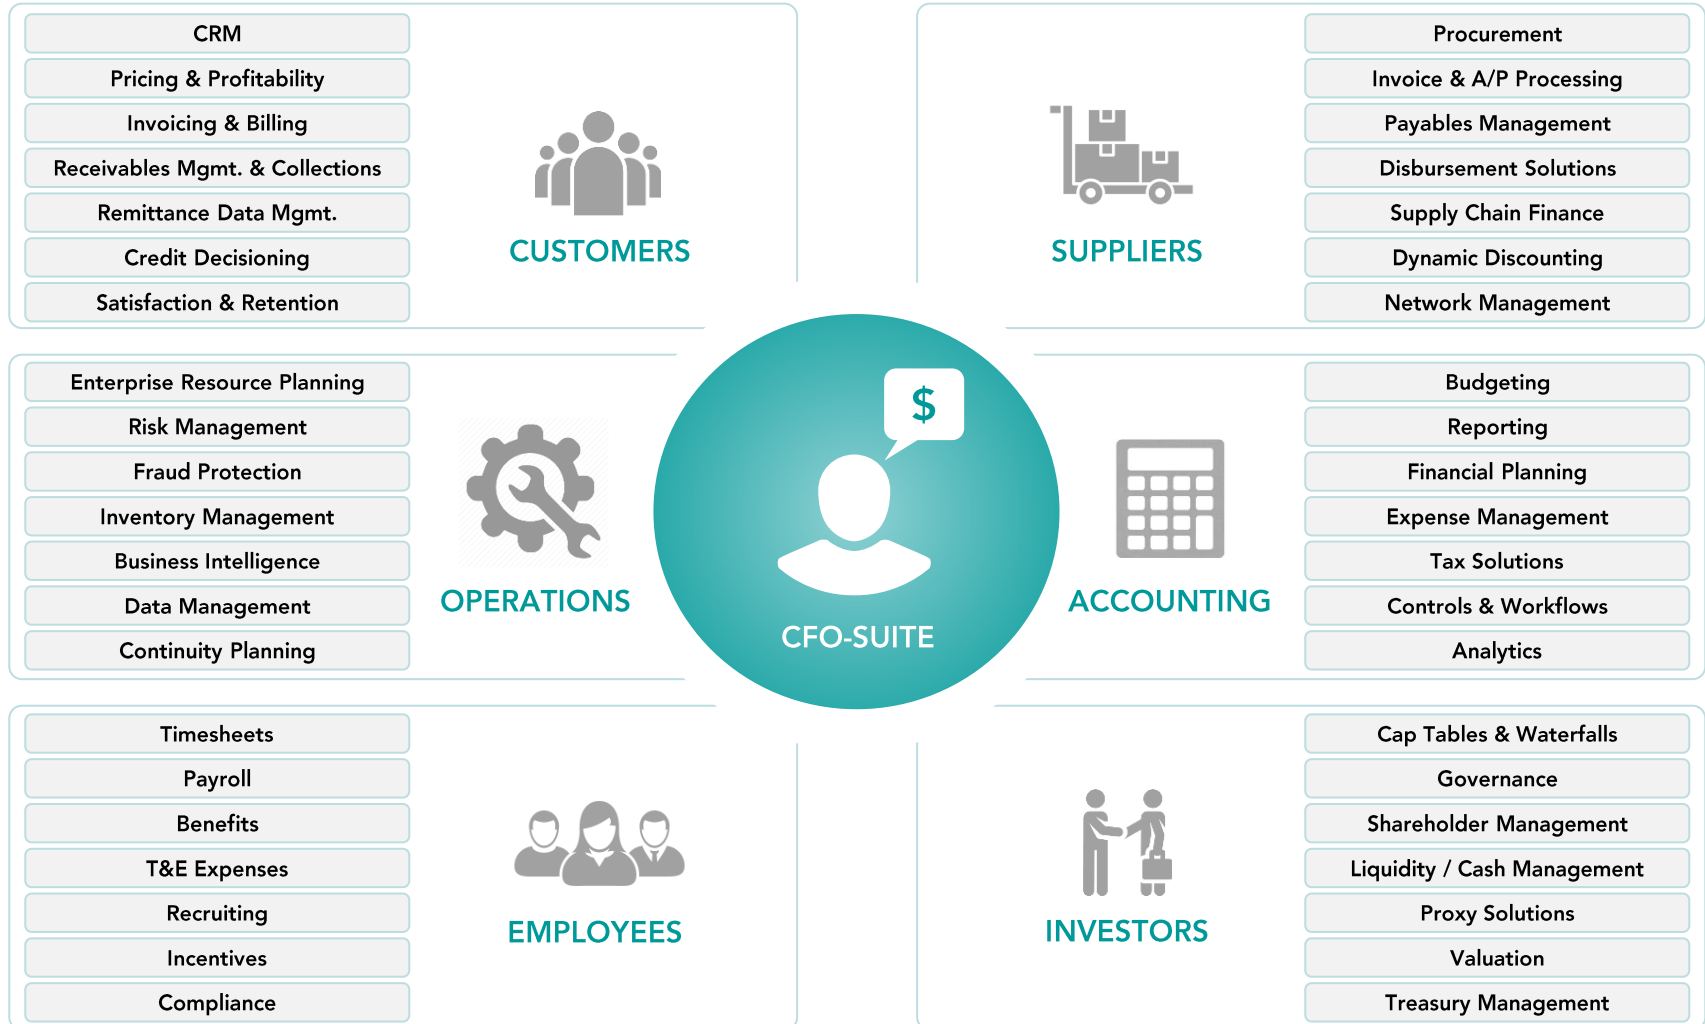 CRM
Pricing & Profitability
Invoicing & Billing
Receivables Mgmt. & Collections
Remittance Data Mgmt.
Credit Decisioning
Satisfaction & Retention
CUSTOMERS
SUPPLIERS
Procurement
Invoice & A/P Processing
Payables Management
Disbursement Solutions
Supply Chain Finance
Dynamic Discounting
Network Management
Enterprise Resource Planning
Risk Management
Fraud Protection
Inventory Management
Business Intelligence
Data Management
Continuity Planning
OPERATIONS
$
CFO-SUITE
ACCOUNTING
Budgeting
Reporting
Financial Planning
Expense Management
Tax Solutions
Controls & Workflows
Analytics
Timesheets
Payroll
Benefits
T&E Expenses
Recruiting
Incentives
Compliance
EMPLOYEES
INVESTORS
Cap Tables & Waterfalls
Governance
Shareholder Management
Liquidity / Cash Management
Proxy Solutions
Valuation
Treasury Management